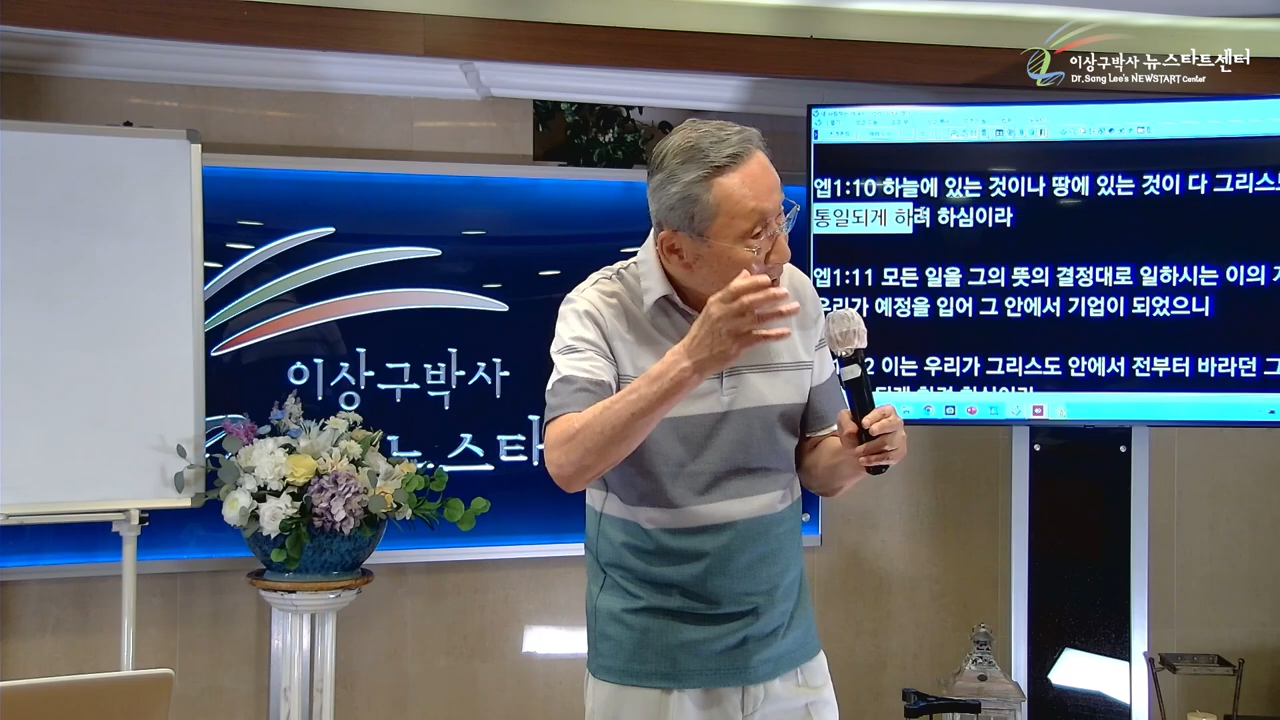 이상구박사 뉴스타트센터
Dr. Sang Lee's NEWSTART Center
엡1:10 하늘에 있는 것이나 땅에 있는 것이 다
통일되게 하려 하심이라
엡1:11 모든 일을 그의 뜻의 결정대로 일하시는 이의
우리가 예정을 입어 그 안에서 기업이 되었으니
2 이는 우리가 그리스도 안에서 전부터 바라던
이상구박사
뉴스타